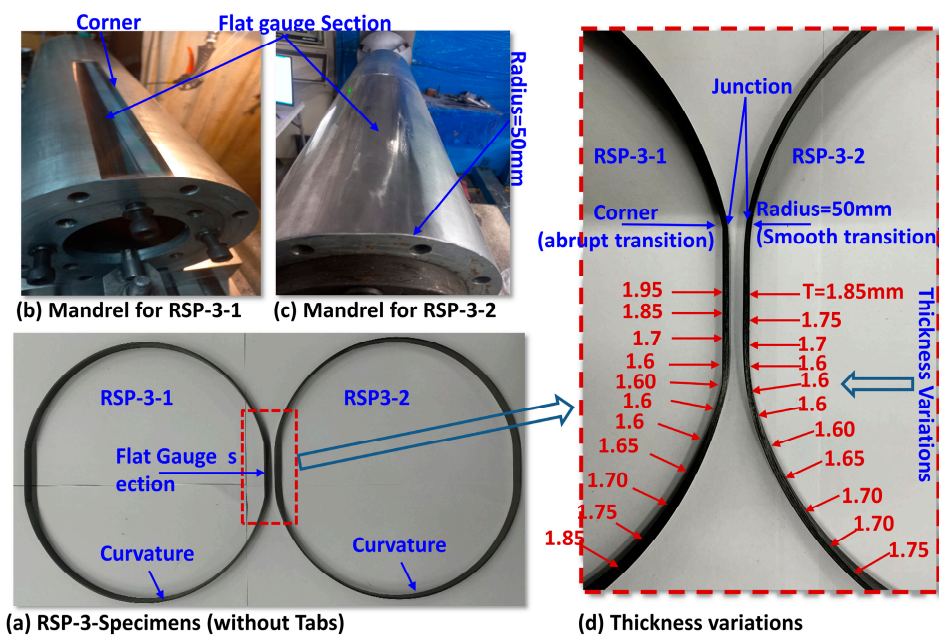 Corner
Flat gauge Section
Radius=50mm
(b) Mandrel for RSP-3-1
(c) Mandrel for RSP-3-2
RSP-3-1
RSP3-2
Flat Gauge s
ection
Curvature
Curvature
(a) RSP-3-Specimens (without Tabs)
Junction
RSP-3-1
RSP-3-2
Corner
(abrupt transition)
Radius=50mm
(Smooth transition
1.95
1.85
1.7
1.6
1.60
1.6
1.6
1.65
1.70
1.75
1.85
T=1.85mm
1.75
1.7
1.6
1.6
1.6
1.60
1.65
1.70
1.70
1.75
Thickness Variations
(d) Thickness variations